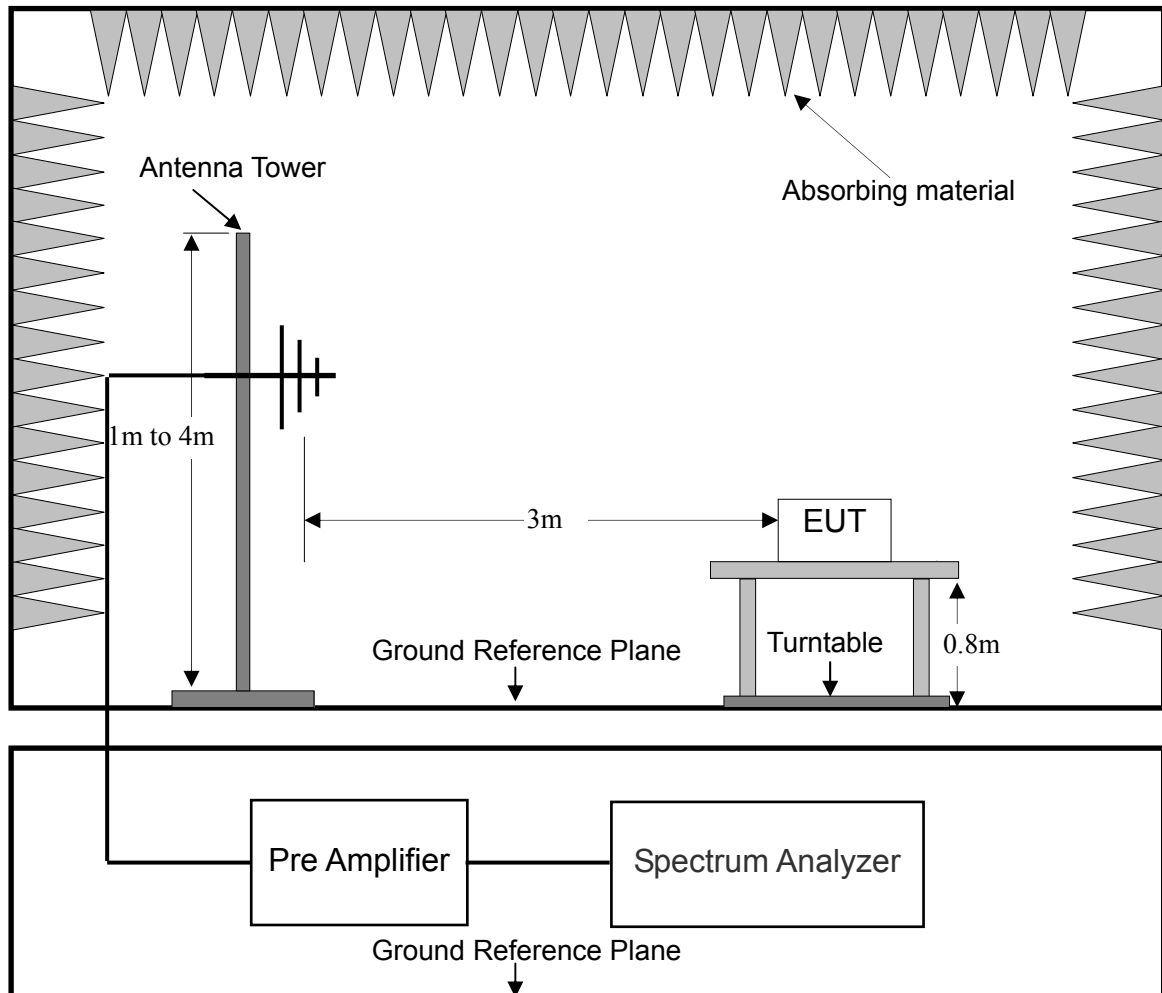 Antenna Tower
Absorbing material
1m to 4m
3m
EUT
Ground Reference Plane
Turntable
0.8m
Pre Amplifier
Spectrum Analyzer
Ground Reference Plane